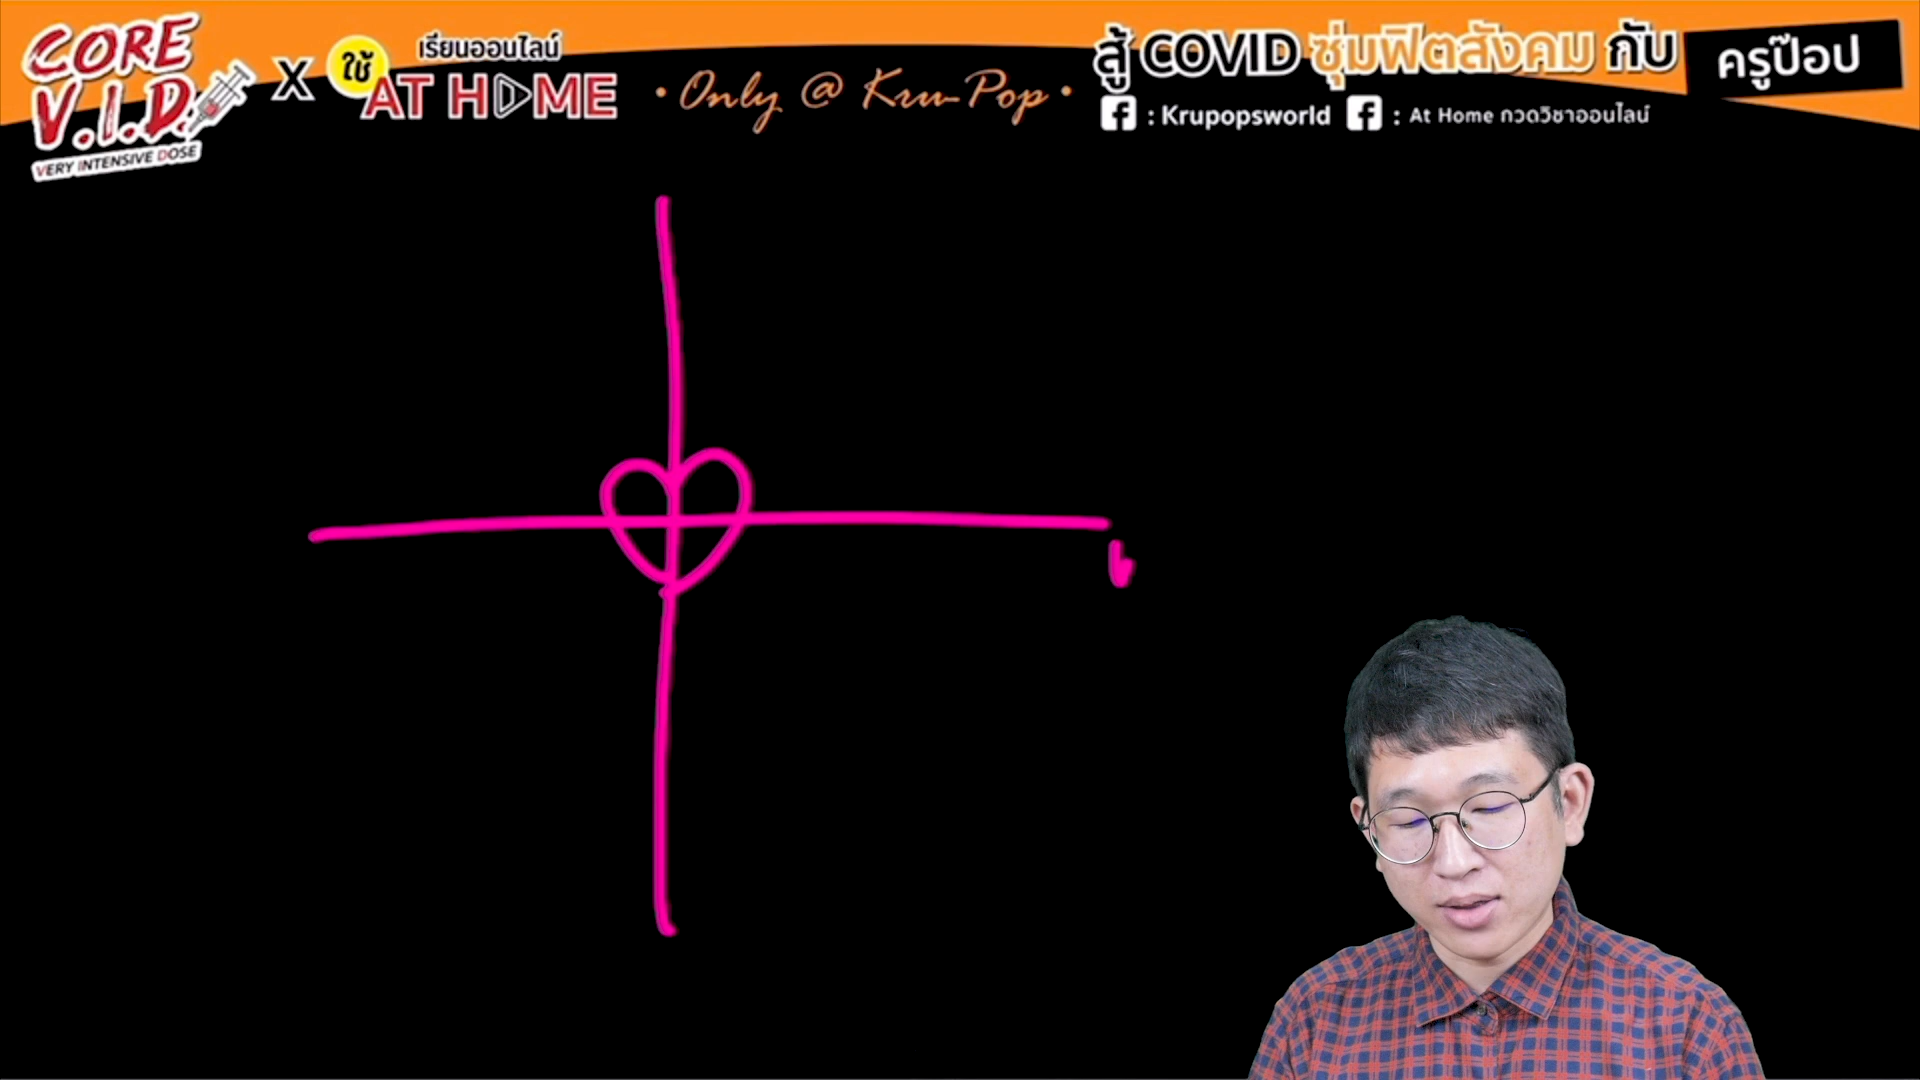 CORE
V.I.D.
VERY INTENSIVE DOSE
X
ใช้
เรียนออนไลน์
AT HOME
• Only @ Kru-Pop •
สู้ COVID ซุ่มฟิตสังคม กับ ครูป๊อป
: Krupopsworld : At Home กวดวิชาออนไลน์